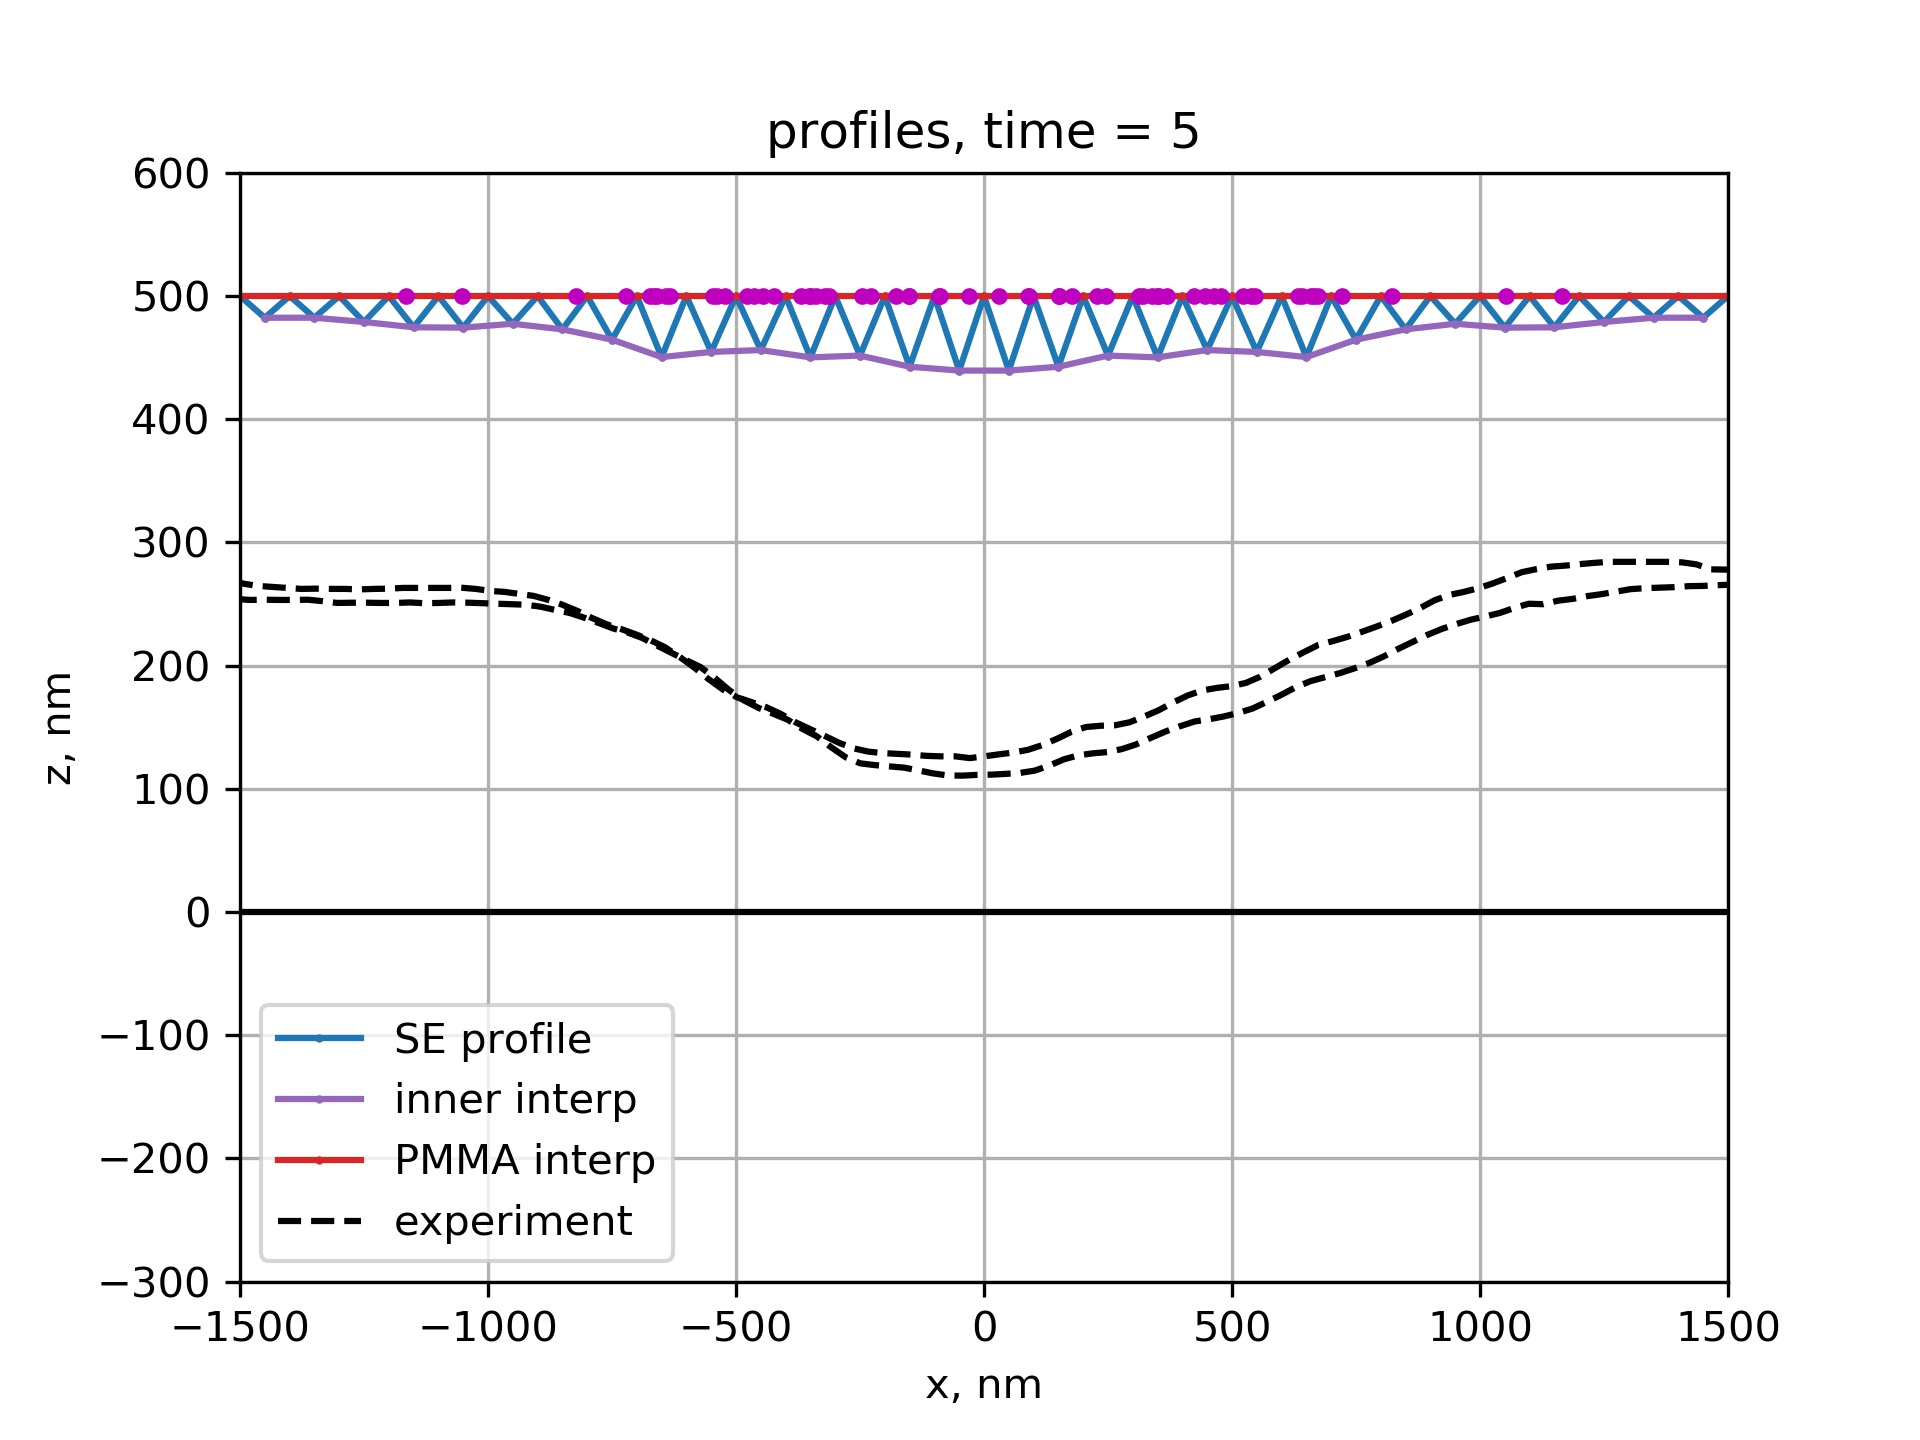 profiles, time = 5
600
500
400
300
200
100
0
−100
−200
−300
z, nm
SE profile
inner interp
PMMA interp
experiment
−1500 −1000 −500 0 500 1000 1500
x, nm